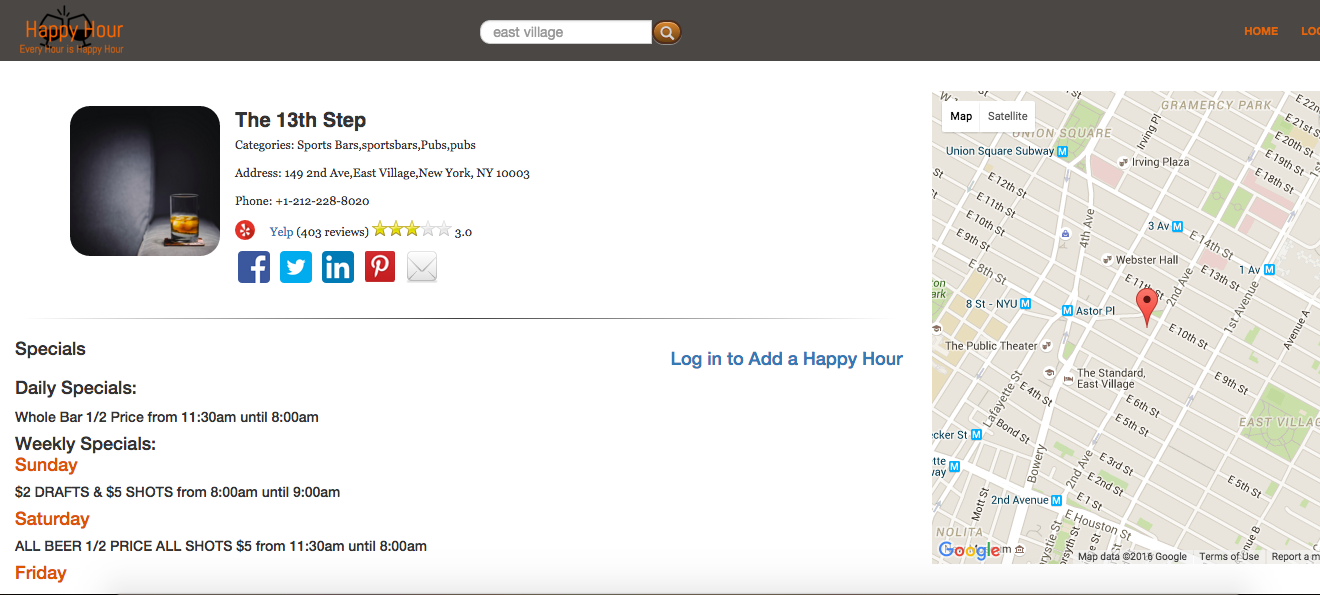 Happy Hour
Every Hour is Happy Hour
east village
HOME
The 13th Step
Categories: Sports Bars,sportsbars,Pubs,pubs
Address: 149 2nd Ave,East Village,New York, NY 10003
Phone: +1-212-228-8020
Yelp (403 reviews) 3.0
Specials
Log in to Add a Happy Hour
Daily Specials:
Whole Bar 1/2 Price from 11:30am until 8:00am
Weekly Specials:
Sunday
$2 DRAFTS & $5 SHOTS from 8:00am until 9:00am
Saturday
ALL BEER 1/2 PRICE ALL SHOTS $5 from 11:30am until 8:00am
Friday
Map Satellite
GRAMERCY PARK
UNION SQUARE
Union Square Subway M
Irving Pl
Irving Plaza
E 22nd
E 21st St
E 20th St
E 19th St
E 18th St
E 12th St
E 11th St
E 10th St
E 9th St
E 8th St
4th Ave
3 Av M
E 14th St
Webster Hall
E 13th St
1 Av M
E 11th St
2nd Ave
1st Avenue
Avenue A
8 St - NYU M
M Astor Pl
E 10th St
The Public Theater
The Standard,
East Village
E 9th St
Lafayette St
E 4th St
E 6th St
E 5th St
Bond St
EAST VILLAG
cker St M
Bowery
2nd Ave
E 3rd St
E 2nd St
E 5th St
E 1 St
Mott St
2nd Avenue M
E Houston St
NOLITA
Avenue B
Google
Map data ©2016 Google Terms of Use Report a m